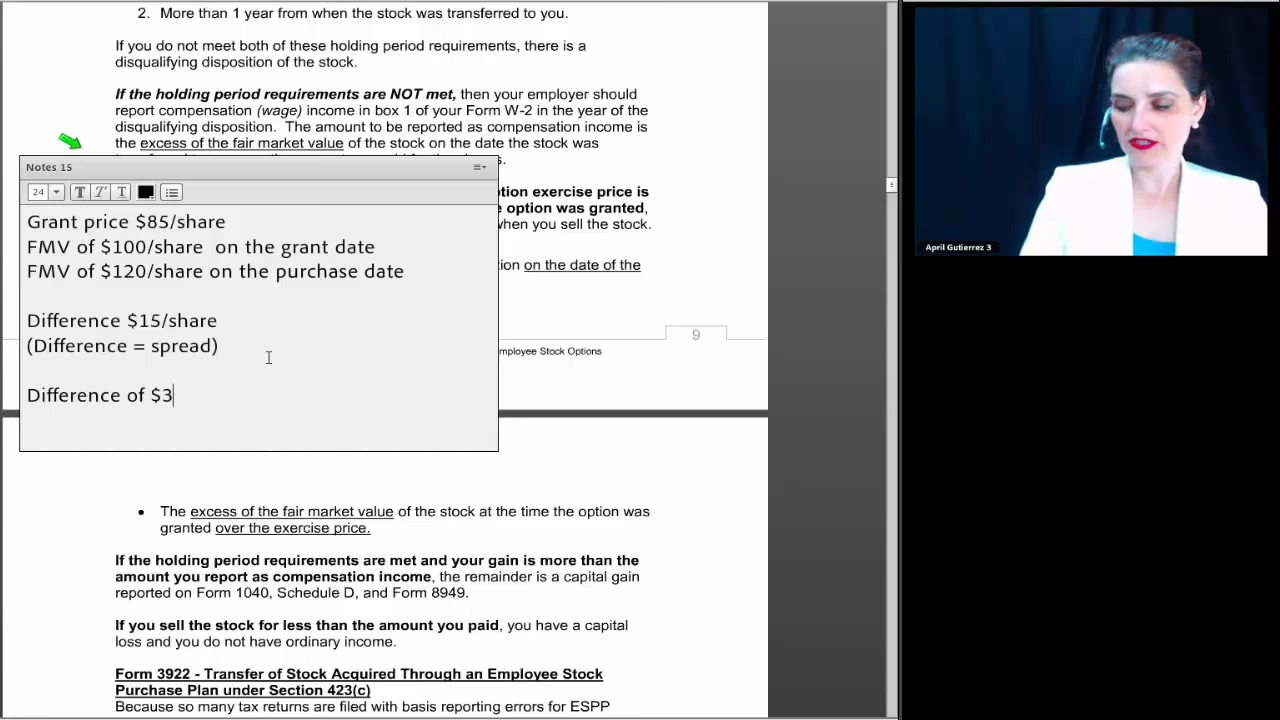 2. More than 1 year from when the stock was transferred to you.
If you do not meet both of these holding period requirements, there is a
disqualifying disposition of the stock.
If the holding period requirements are NOT met, then your employer should
report compensation (wage) income in box 1 of your Form W-2 in the year of the
disqualifying disposition. The amount to be reported as compensation income is
the excess of the fair market value of the stock on the date the stock was
Notes 15
24
Grant price $85/share
FMV of $100/share on the grant date
FMV of $120/share on the purchase date
Difference $15/share
(Difference = spread)
Difference of $3
exercise price is
option was granted,
when you sell the stock.
on the date of the
9
Stock Options
• The excess of the fair market value of the stock at the time the option was
granted over the exercise price.
If the holding period requirements are met and your gain is more than the
amount you report as compensation income, the remainder is a capital gain
reported on Form 1040, Schedule D, and Form 8949.
If you sell the stock for less than the amount you paid, you have a capital
loss and you do not have ordinary income.
Form 3922 - Transfer of Stock Acquired Through an Employee Stock
Purchase Plan under Section 423(c)
Because so many tax returns are filed with basis reporting errors for ESPP
April Gutierrez 3